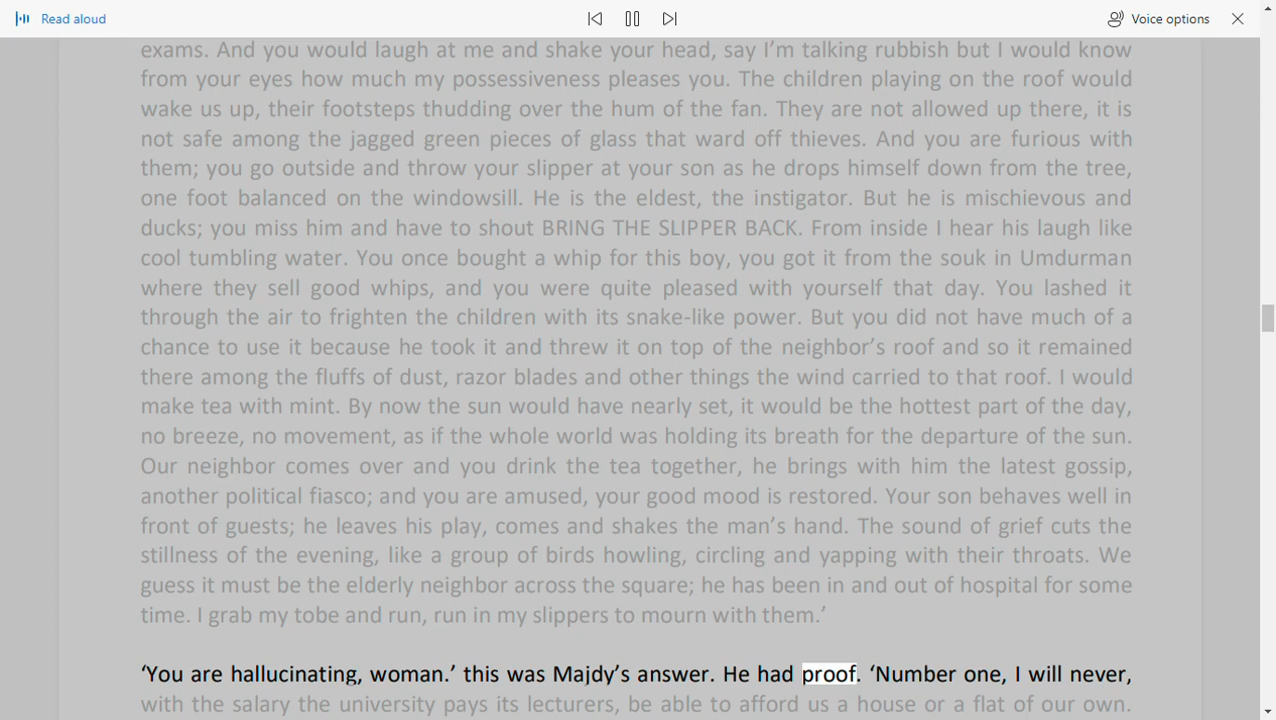 Read aloud
Voice options
exams. And you would laugh at me and shake your head, say I’m talking rubbish but I would know
from your eyes how much my possessiveness pleases you. The children playing on the roof would
wake us up, their footsteps thudding over the hum of the fan. They are not allowed up there, it is
not safe among the jagged green pieces of glass that ward off thieves. And you are furious with
them; you go outside and throw your slipper at your son as he drops himself down from the tree,
one foot balanced on the windowsill. He is the eldest, the instigator. But he is mischievous and
ducks; you miss him and have to shout BRING THE SLIPPER BACK. From inside I hear his laugh like
cool tumbling water. You once bought a whip for this boy, you got it from the souk in Umdurman
where they sell good whips, and you were quite pleased with yourself that day. You lashed it
through the air to frighten the children with its snake-like power. But you did not have much of a
chance to use it because he took it and threw it on top of the neighbor’s roof and so it remained
there among the fluffs of dust, razor blades and other things the wind carried to that roof. I would
make tea with mint. By now the sun would have nearly set, it would be the hottest part of the day,
no breeze, no movement, as if the whole world was holding its breath for the departure of the sun.
Our neighbor comes over and you drink the tea together, he brings with him the latest gossip,
another political fiasco; and you are amused, your good mood is restored. Your son behaves well in
front of guests; he leaves his play, comes and shakes the man’s hand. The sound of grief cuts the
stillness of the evening, like a group of birds howling, circling and yapping with their throats. We
guess it must be the elderly neighbor across the square; he has been in and out of hospital for some
time. I grab my tobe and run, run in my slippers to mourn with them.’
‘You are hallucinating, woman.’ this was Majdy’s answer. He had proof. ‘Number one, I will never,
with the salary the university pays its lecturers, be able to afford us a house or a flat of our own.